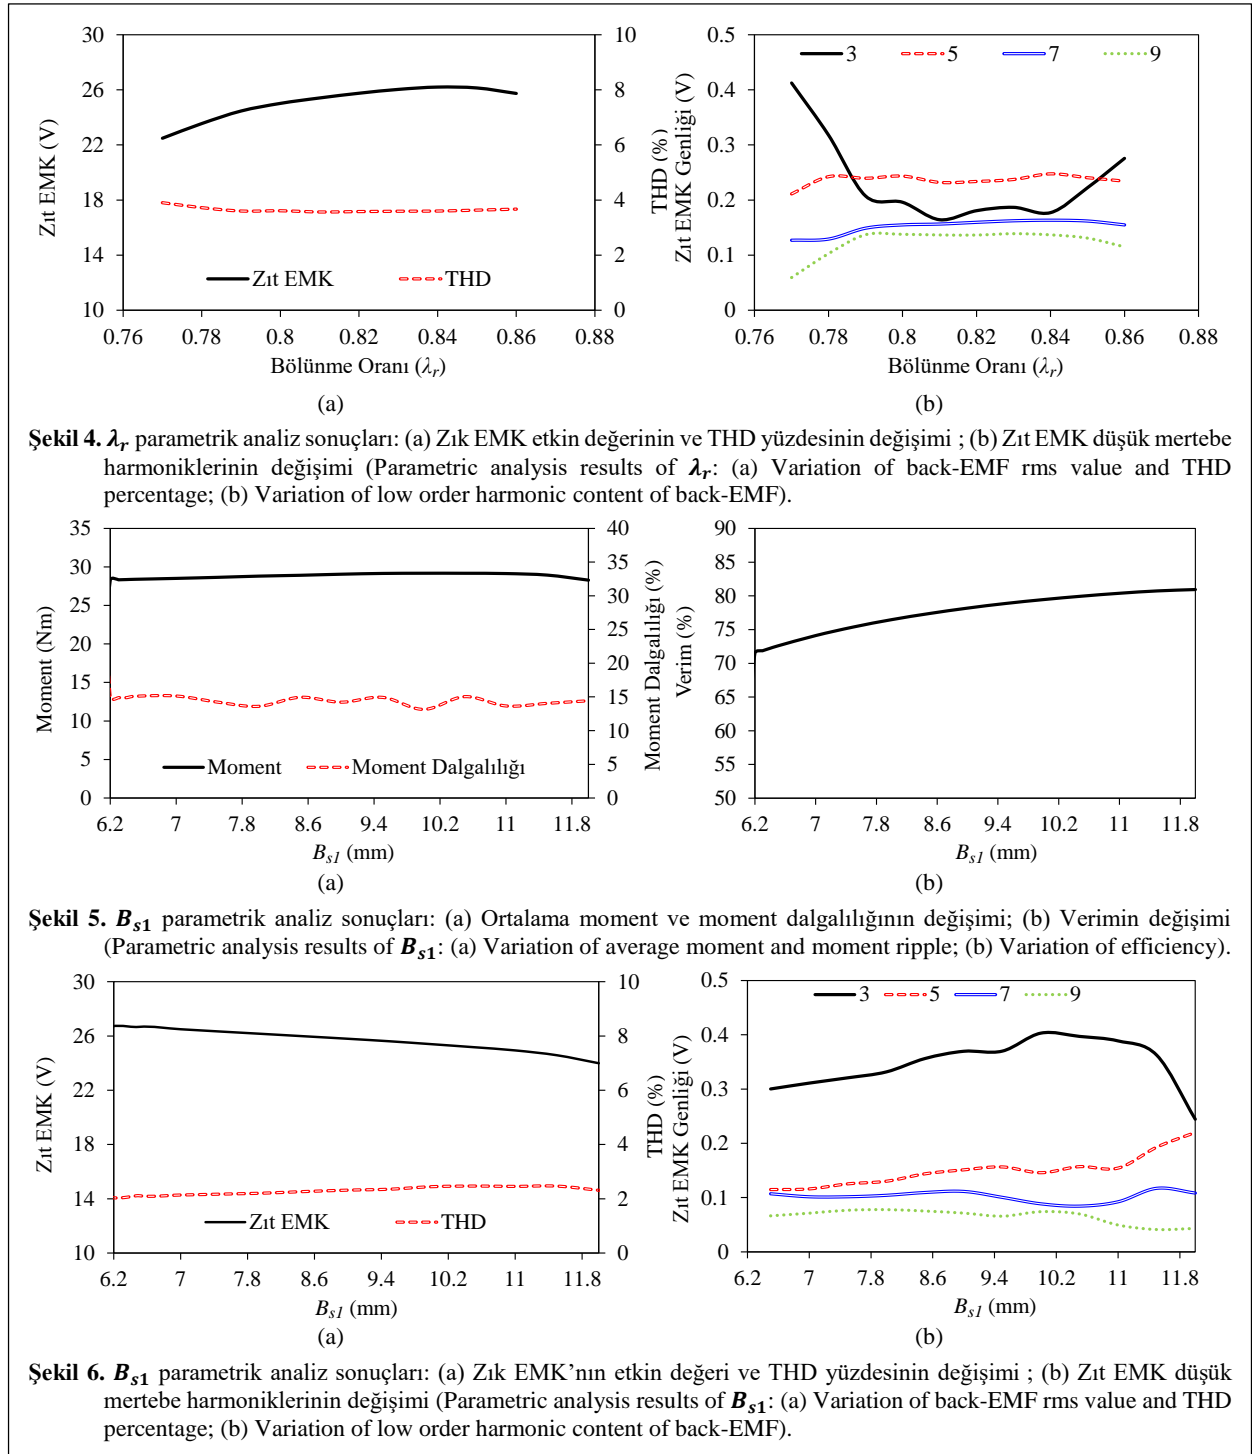 30
26
22
18
14
10
10
8
6
4
2
0
Zıt EMK (V)
THD (%)
Zıt EMK
THD
0.76 0.78 0.8 0.82 0.84 0.86 0.88
Bölünme Oranı (λr)
(a)
3 5 7 9
0.5
0.4
0.3
0.2
0.1
0
Zıt EMK Genliği (V)
0.76 0.78 0.8 0.82 0.84 0.86 0.88
Bölünme Oranı (λr)
(b)
Şekil 4. λr parametrik analiz sonuçları: (a) Zık EMK etkin değerinin ve THD yüzdesinin değişimi ; (b) Zıt EMK düşük mertebe
harmoniklerinin değişimi (Parametric analysis results of λr: (a) Variation of back-EMF rms value and THD
percentage; (b) Variation of low order harmonic content of back-EMF).
35
30
25
20
15
10
5
0
40
35
30
25
20
15
10
5
0
Moment (Nm)
Moment Dalgalılığı (%)
Moment
Moment Dalgalılığı
6.2 7 7.8 8.6 9.4 10.2 11 11.8
Bs1 (mm)
(a)
90
85
80
75
70
65
60
55
50
Verim (%)
6.2 7 7.8 8.6 9.4 10.2 11 11.8
Bs1 (mm)
(b)
Şekil 5. Bs1 parametrik analiz sonuçları: (a) Ortalama moment ve moment dalgalılığının değişimi; (b) Verimin değişimi
(Parametric analysis results of Bs1: (a) Variation of average moment and moment ripple; (b) Variation of efficiency).
30
26
22
18
14
10
10
8
6
4
2
0
Zıt EMK (V)
THD (%)
Zıt EMK
THD
6.2 7 7.8 8.6 9.4 10.2 11 11.8
Bs1 (mm)
(a)
3 5 7 9
0.5
0.4
0.3
0.2
0.1
0
Zıt EMK Genliği (V)
6.2 7 7.8 8.6 9.4 10.2 11 11.8
Bs1 (mm)
(b)
Şekil 6. Bs1 parametrik analiz sonuçları: (a) Zık EMK’nın etkin değeri ve THD yüzdesinin değişimi ; (b) Zıt EMK düşük
mertebe harmoniklerinin değişimi (Parametric analysis results of Bs1: (a) Variation of back-EMF rms value and THD
percentage; (b) Variation of low order harmonic content of back-EMF).